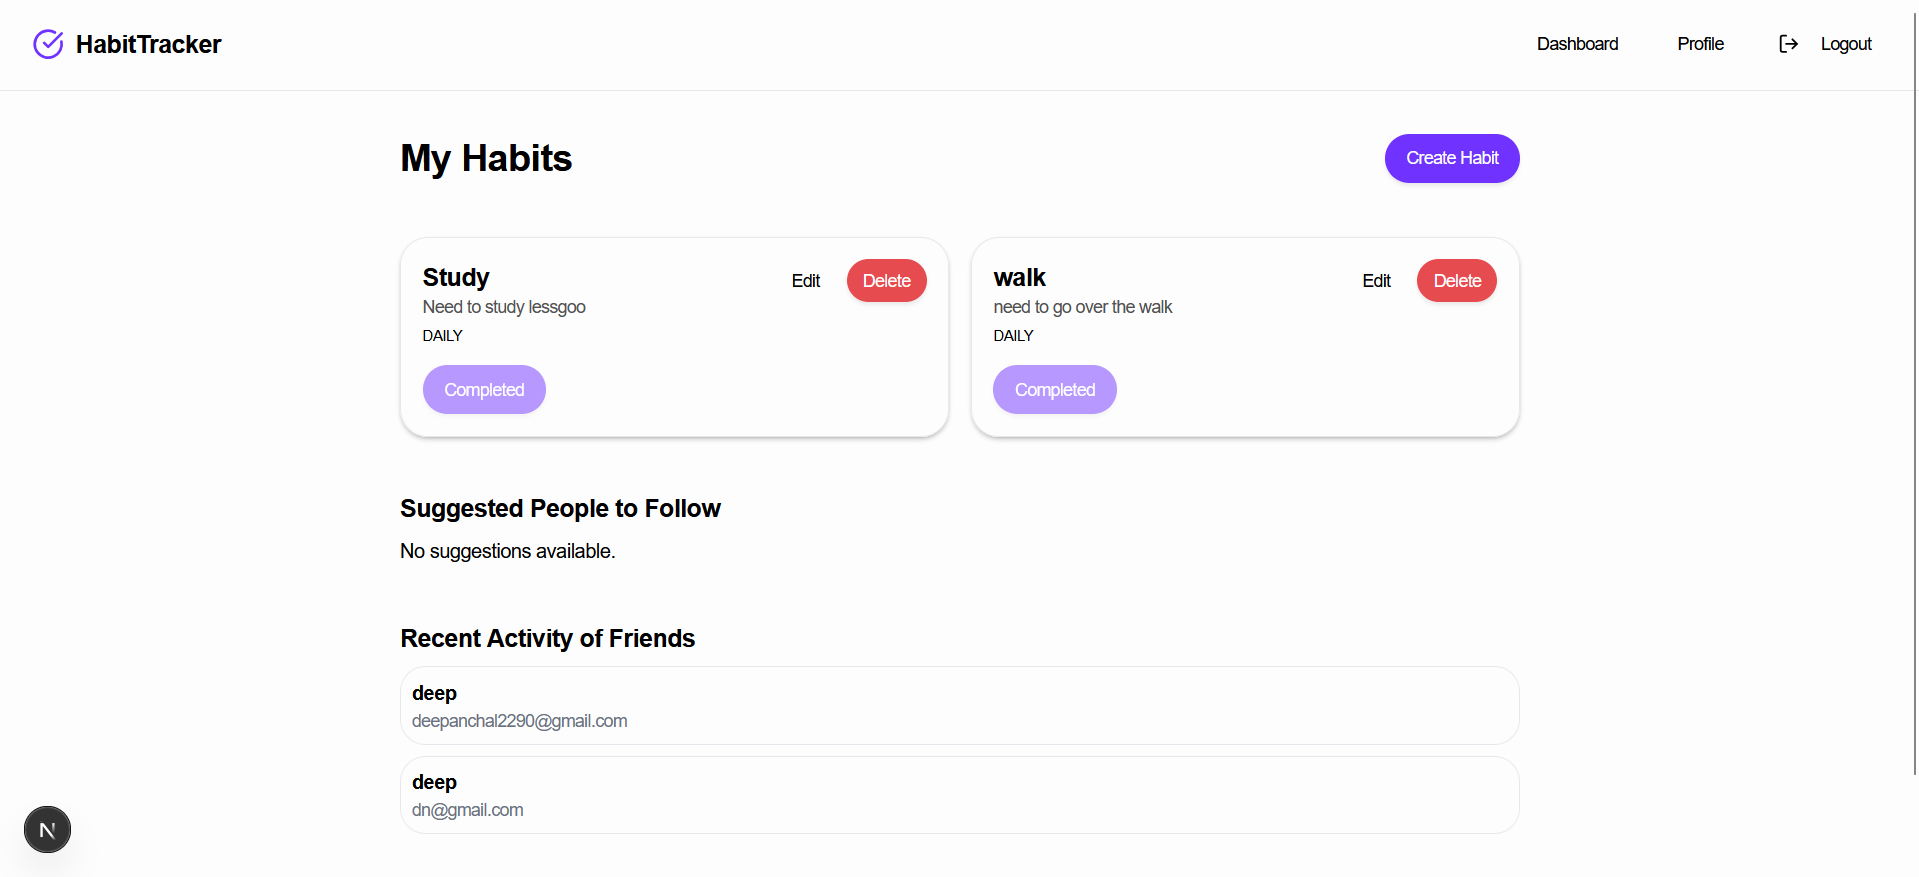 HabitTracker
Dashboard
Profile
Logout
My Habits
Create Habit
Study
Edit
Delete
Need to study lessgoo
DAILY
Completed
walk
Edit
Delete
need to go over the walk
DAILY
Completed
Suggested People to Follow
No suggestions available.
Recent Activity of Friends
deep
deepanchal2290@gmail.com
deep
dn@gmail.com
N